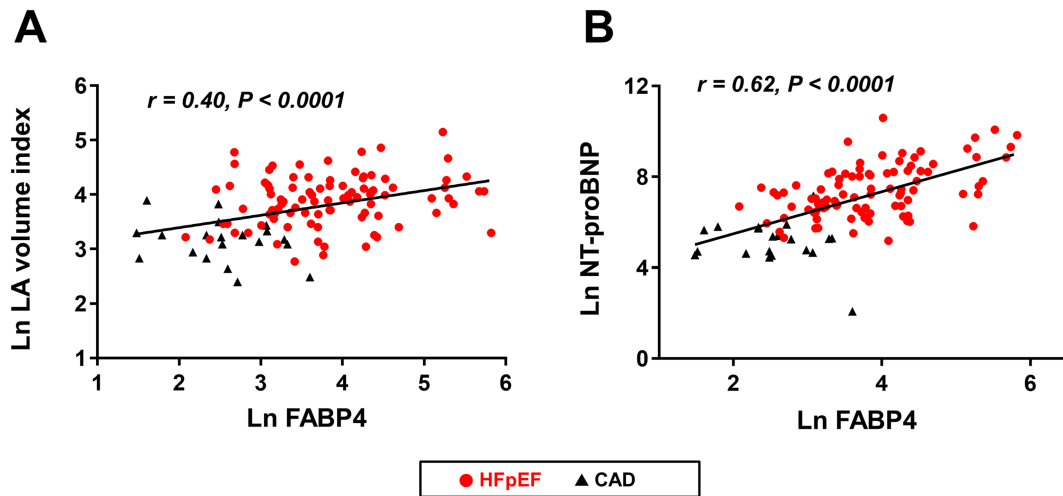 A
r = 0.40, P < 0.0001
6
5
4
3
2
1
1 2 3 4 5 6
Ln LA volume index
Ln FABP4
B
r = 0.62, P < 0.0001
12
8
4
0
2 4 6
Ln NT-proBNP
Ln FABP4
HFpEF CAD